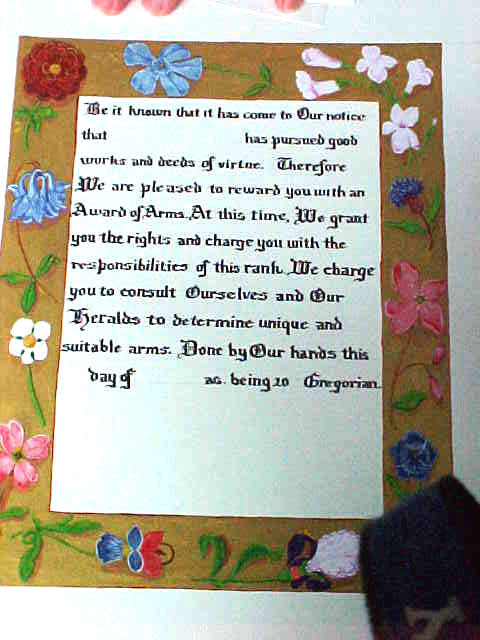 Be it known that it has come to Our notice
that has pursued good
works and deeds of virtue. Therefore
We are pleased to reward you with an
Award of Arms. At this time, We grant
you the rights and charge you with the
responsibilities of this rank. We charge
you to consult Ourselves and Our
Heralds to determine unique and
suitable arms. Done by Our hands this
day of as. being 20 Gregorian.